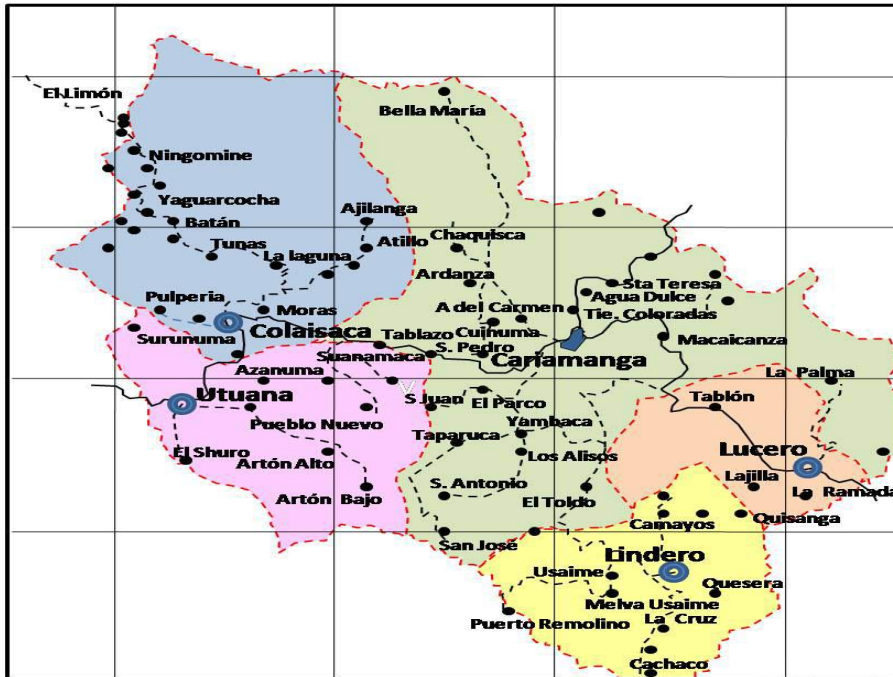 El Limón
Bella María
Ningomine
Yaguarcocha
Batán
Ajilanga
Tunas
La laguna
Atillo
Chaquisca
Ardanza
Sta Teresa
Agua Dulce
Pulperia
Moras
A del Carmen
Tie. Coloradas
Colaisaca
Tablazo
Cuihuma
Surunuma
Suanamaca
S. Pedro
Cariamanga
Macaicanza
Azanuma
La Palma
Utuana
Pueblo Nuevo
S Juan
El Parco
Tablón
Yambaca
Taparuca
El Shuro
Artón Alto
Los Alisos
Lucero
Artón Bajo
S. Antonio
El Toldo
Lajilla
La Ramada
Camayos
Quisanga
San José
Lindero
Usaime
Quesera
Melva Usaime
Puerto Remolino
La Cruz
Cachaco